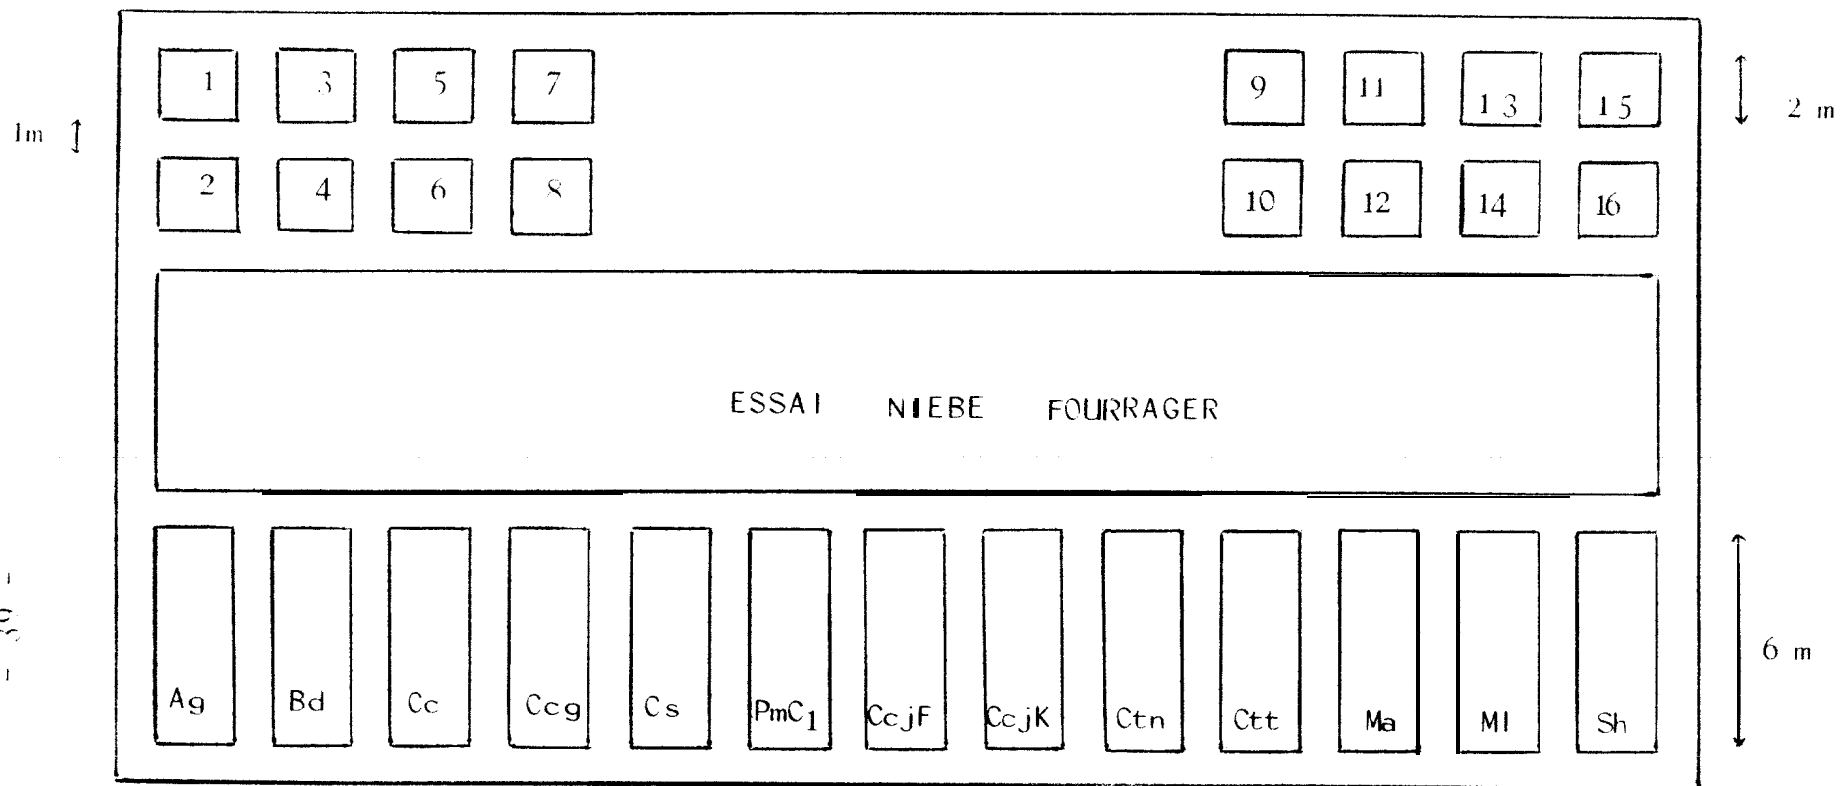 1 3 5 7 9 11 13 15
2 m
1m
2 4 6 8 10 12 14 16
ESSAI NIEBE FOURRAGER
6 m
Ag Bd Cc Ccg Cs PmC₁ CcjF CcjK Ctn Ctt Ma Ml Sh